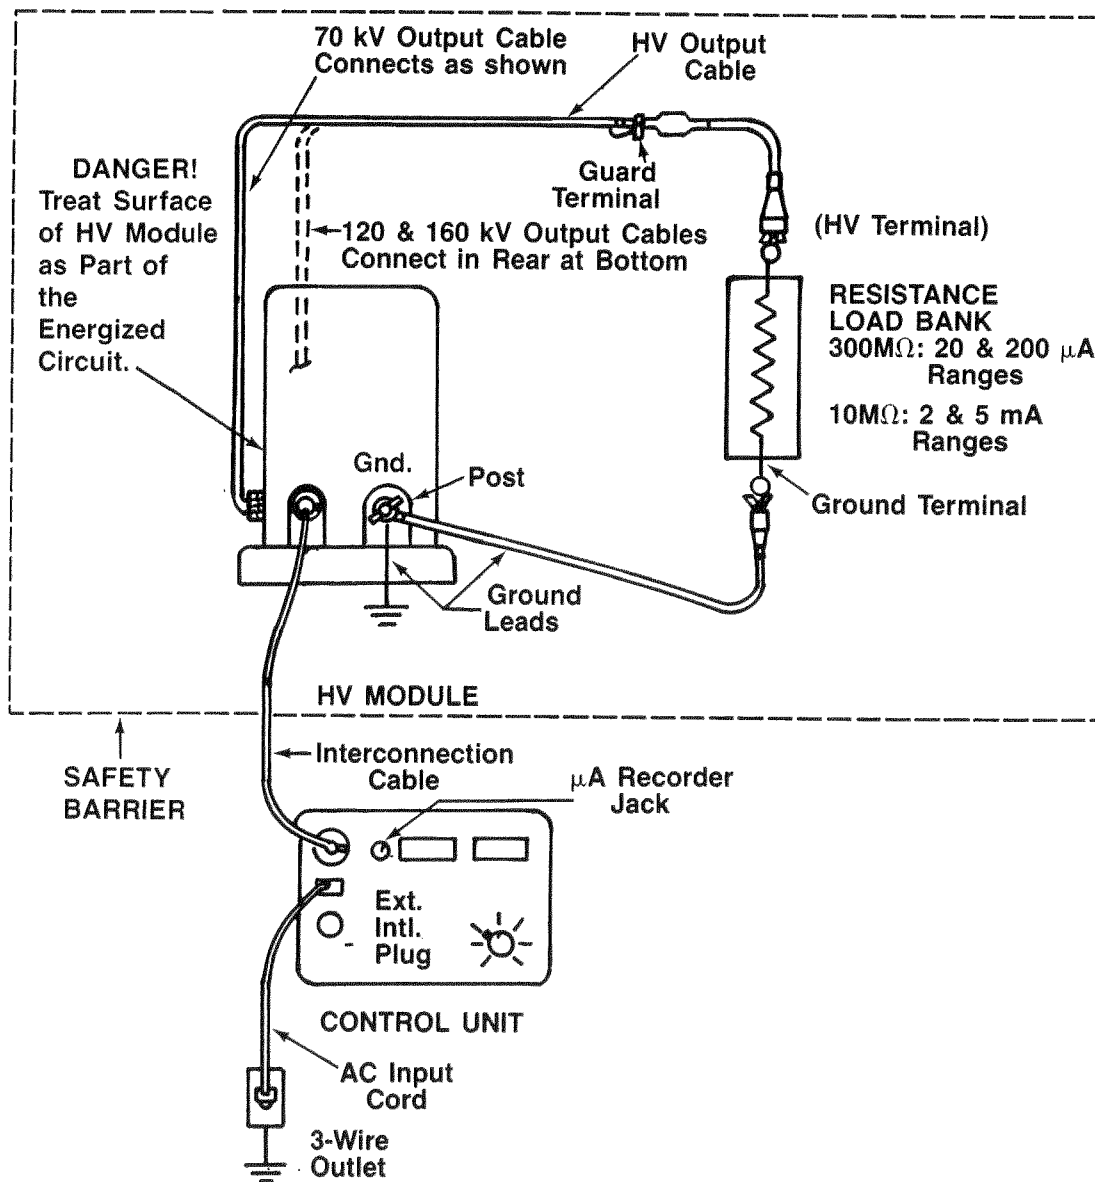 70 kV Output Cable
Connects as shown
HV Output
Cable
DANGER!
Treat Surface
of HV Module
as Part of
the
Energized
Circuit.
Guard
Terminal
120 & 160 kV Output Cables
Connect in Rear at Bottom
(HV Terminal)
RESISTANCE
LOAD BANK
300MΩ: 20 & 200 μA
Ranges
10MΩ: 2 & 5 mA
Ranges
Gnd.
Post
Ground Terminal
Ground
Leads
HV MODULE
SAFETY
BARRIER
Interconnection
Cable
μA Recorder
Jack
Ext.
Intl.
Plug
CONTROL UNIT
AC Input
Cord
3-Wire
Outlet